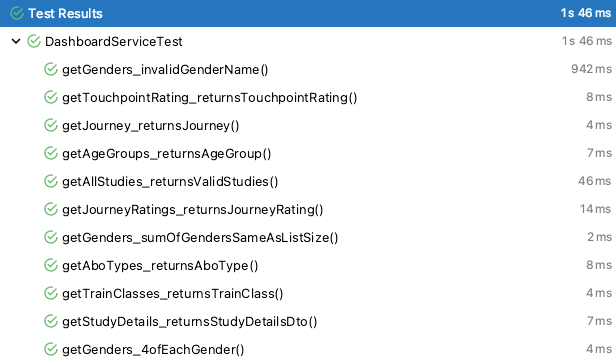 Test Results 1 s 46 ms
DashboardServiceTest 1 s 46 ms
getGenders_invalidGenderName() 942 ms
getTouchpointRating_returnsTouchpointRating() 8 ms
getJourney_returnsJourney() 4 ms
getAgeGroups_returnsAgeGroup() 7 ms
getAllStudies_returnsValidStudies() 46 ms
getJourneyRatings_returnsJourneyRating() 14 ms
getGenders_sumOfGendersSameAsListSize() 2 ms
getAboTypes_returnsAboType() 8 ms
getTrainClasses_returnsTrainClass() 4 ms
getStudyDetails_returnsStudyDetailsDto() 7 ms
getGenders_4ofEachGender() 4 ms